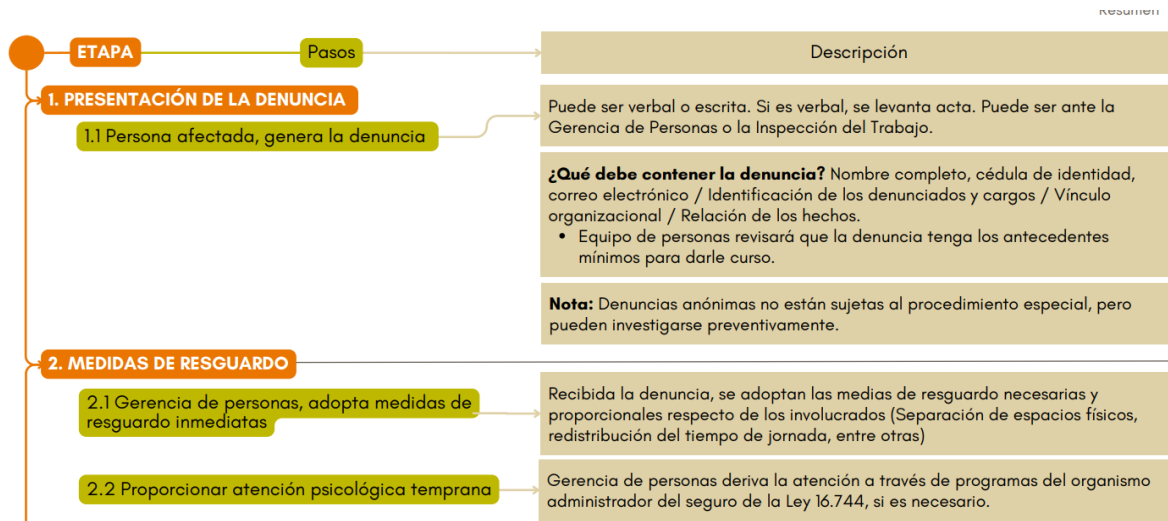 Resumen
ETAPA
Pasos
Descripción
1. PRESENTACIÓN DE LA DENUNCIA
1.1 Persona afectada, genera la denuncia
Puede ser verbal o escrita. Si es verbal, se levanta acta. Puede ser ante la
Gerencia de Personas o la Inspección del Trabajo.
¿Qué debe contener la denuncia? Nombre completo, cédula de identidad,
correo electrónico / Identificación de los denunciados y cargos / Vínculo
organizacional / Relación de los hechos.
• Equipo de personas revisará que la denuncia tenga los antecedentes
mínimos para darle curso.
Nota: Denuncias anónimas no están sujetas al procedimiento especial, pero
pueden investigarse preventivamente.
2. MEDIDAS DE RESGUARDO
2.1 Gerencia de personas, adopta medidas de
resguardo inmediatas
Recibida la denuncia, se adoptan las medias de resguardo necesarias y
proporcionales respecto de los involucrados (Separación de espacios físicos,
redistribución del tiempo de jornada, entre otras)
2.2 Proporcionar atención psicológica temprana
Gerencia de personas deriva la atención a través de programas del organismo
administrador del seguro de la Ley 16.744, si es necesario.